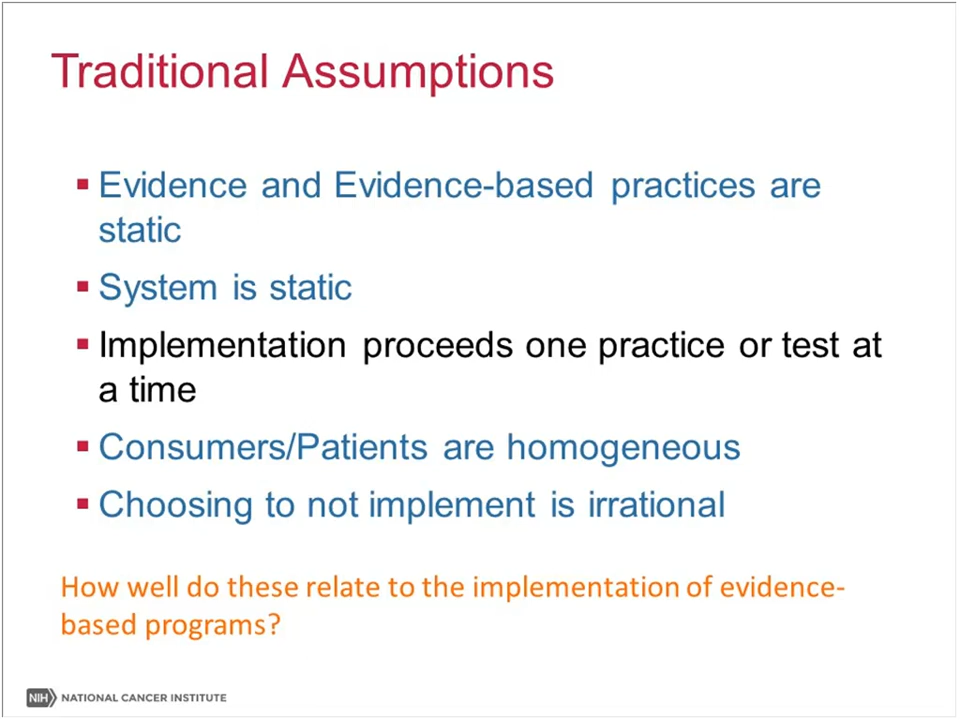 Traditional Assumptions
▪ Evidence and Evidence-based practices are
static
▪ System is static
▪ Implementation proceeds one practice or test at
a time
▪ Consumers/Patients are homogeneous
▪ Choosing to not implement is irrational
How well do these relate to the implementation of evidence-
based programs?
NIH NATIONAL CANCER INSTITUTE